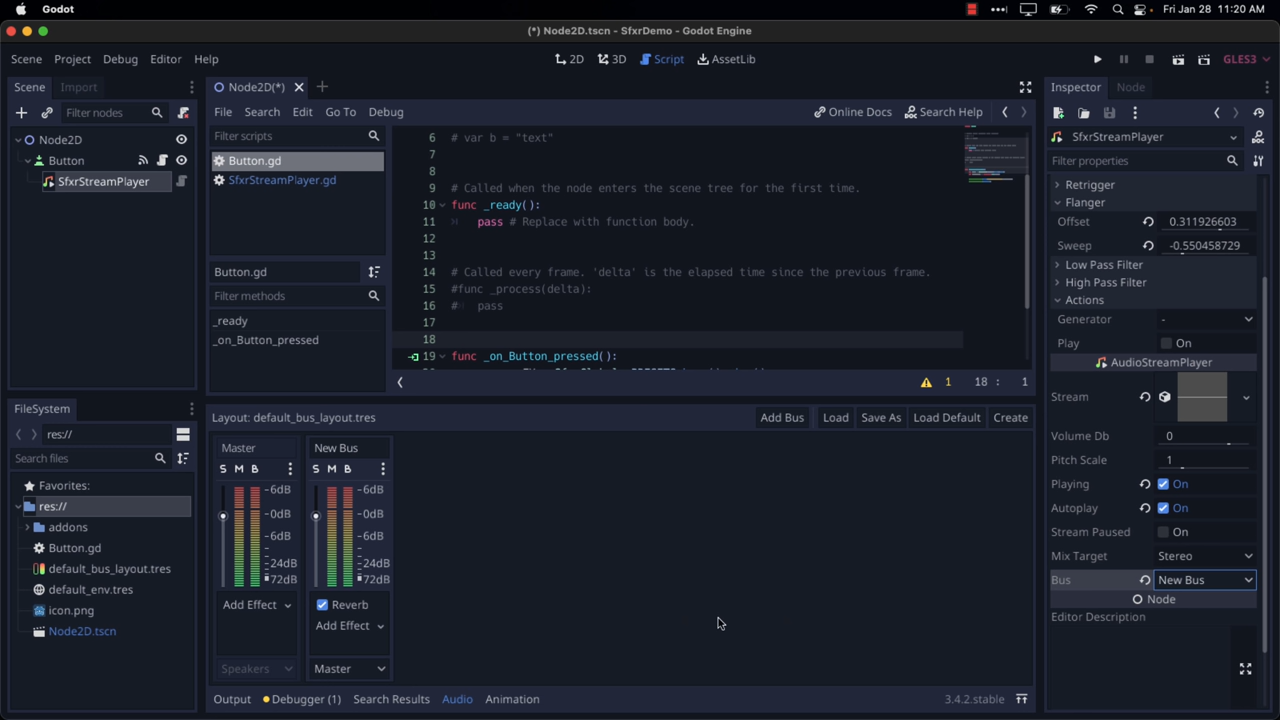 Godot
Fri Jan 28 11:20 AM
(*) Node2D.tscn - SfxrDemo - Godot Engine
Scene Project Debug Editor Help
2D 3D Script AssetLib
GLES3
Scene Import
Filter nodes
Node2D
Button
SfxrStreamPlayer
Node2D(*)
File Search Edit Go To Debug
Online Docs Search Help
Filter scripts
Button.gd
SfxrStreamPlayer.gd
Button.gd
Filter methods
_ready
_on_Button_pressed
6 # var b = "text"
7
8
9 # Called when the node enters the scene tree for the first time.
10 func _ready():
11 pass # Replace with function body.
12
13
14 # Called every frame. 'delta' is the elapsed time since the previous frame.
15 #func _process(delta):
16 # pass
17
18
19 func _on_Button_pressed():
1 18 : 1
FileSystem
res://
Search files
Favorites:
res://
addons
Button.gd
default_bus_layout.tres
default_env.tres
icon.png
Node2D.tscn
Layout: default_bus_layout.tres
Add Bus Load Save As Load Default Create
Master
S M B
-6dB
-0dB
-6dB
-24dB
72dB
Add Effect
Speakers
New Bus
S M B
-6dB
-0dB
-6dB
-24dB
72dB
Reverb
Add Effect
Master
Output Debugger (1) Search Results Audio Animation
3.4.2.stable
Inspector Node
SfxrStreamPlayer
Filter properties
Retrigger
Flanger
Offset 0.311926603
Sweep -0.550458729
Low Pass Filter
High Pass Filter
Actions
Generator -
Play On
AudioStreamPlayer
Stream
Volume Db 0
Pitch Scale 1
Playing On
Autoplay On
Stream Paused On
Mix Target Stereo
Bus New Bus
Node
Editor Description